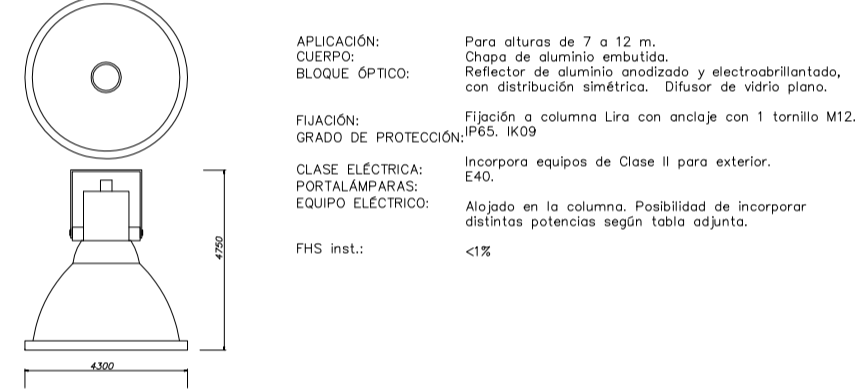 APLICACIÓN: Para alturas de 7 a 12 m.
CUERPO: Chapa de aluminio embutida.
BLOQUE ÓPTICO: Reflector de aluminio anodizado y electroabrillantado,
con distribución simétrica. Difusor de vidrio plano.
FIJACIÓN: Fijación a columna Lira con anclaje con 1 tornillo M12.
GRADO DE PROTECCIÓN: IP65. IK09
CLASE ELÉCTRICA: Incorpora equipos de Clase II para exterior.
PORTALÁMPARAS: E40.
EQUIPO ELÉCTRICO: Alojado en la columna. Posibilidad de incorporar
distintas potencias según tabla adjunta.
FHS inst.: <1%
4750
4300